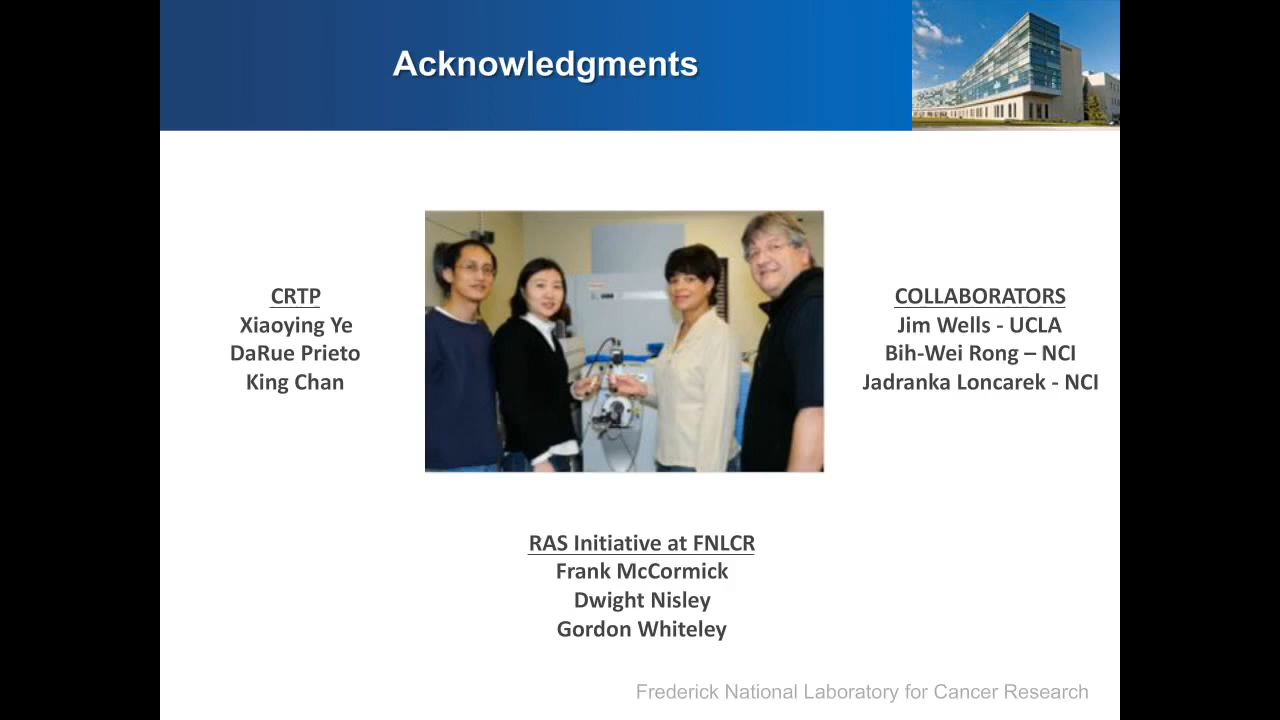 Acknowledgments
CRTP
Xiaoying Ye
DaRue Prieto
King Chan
COLLABORATORS
Jim Wells - UCLA
Bih-Wei Rong – NCI
Jadranka Loncarek - NCI
RAS Initiative at FNLCR
Frank McCormick
Dwight Nisley
Gordon Whiteley
Frederick National Laboratory for Cancer Research